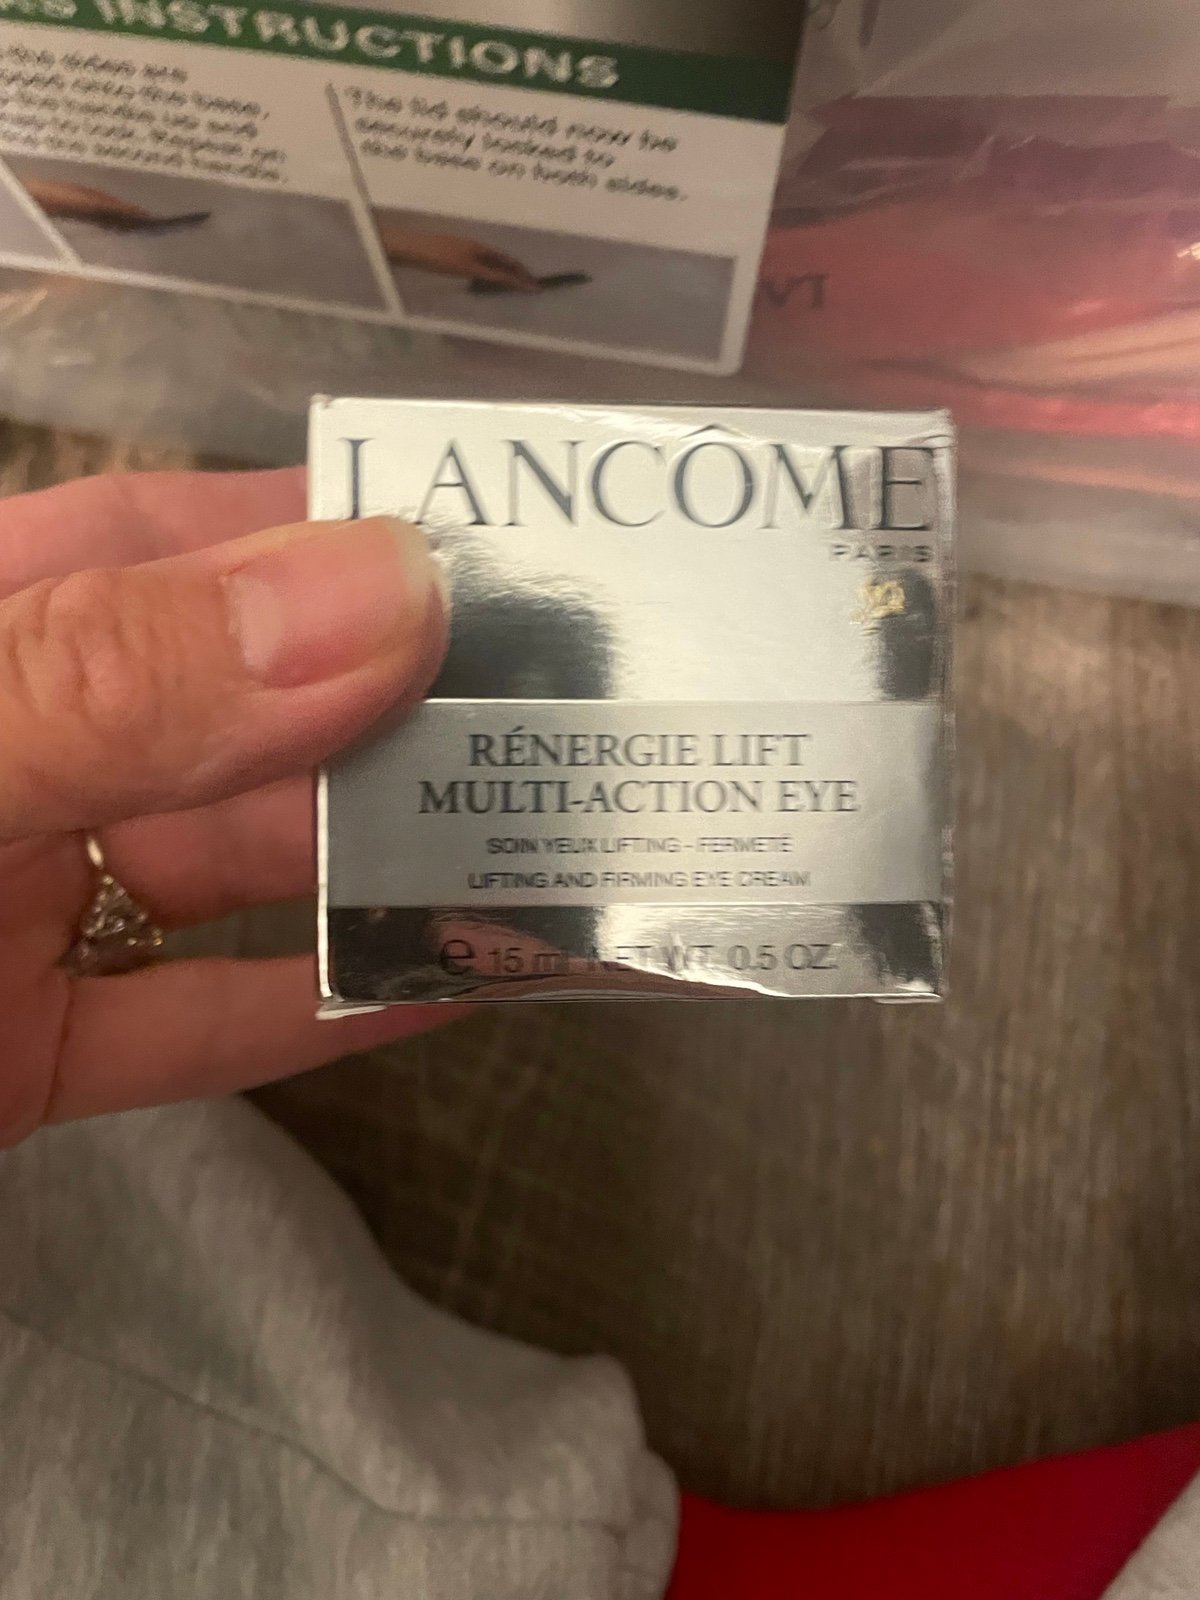 INSTRUCTIONS
The lid should now be
securely locked to
the base on both sides.
LANCÔME
PARIS
RÉNERGIE LIFT
MULTI-ACTION EYE
SOIN YEUX LIFTING - FERMETÉ
LIFTING AND FIRMING EYE CREAM
e 15 ml NET WT. 0.5 OZ.